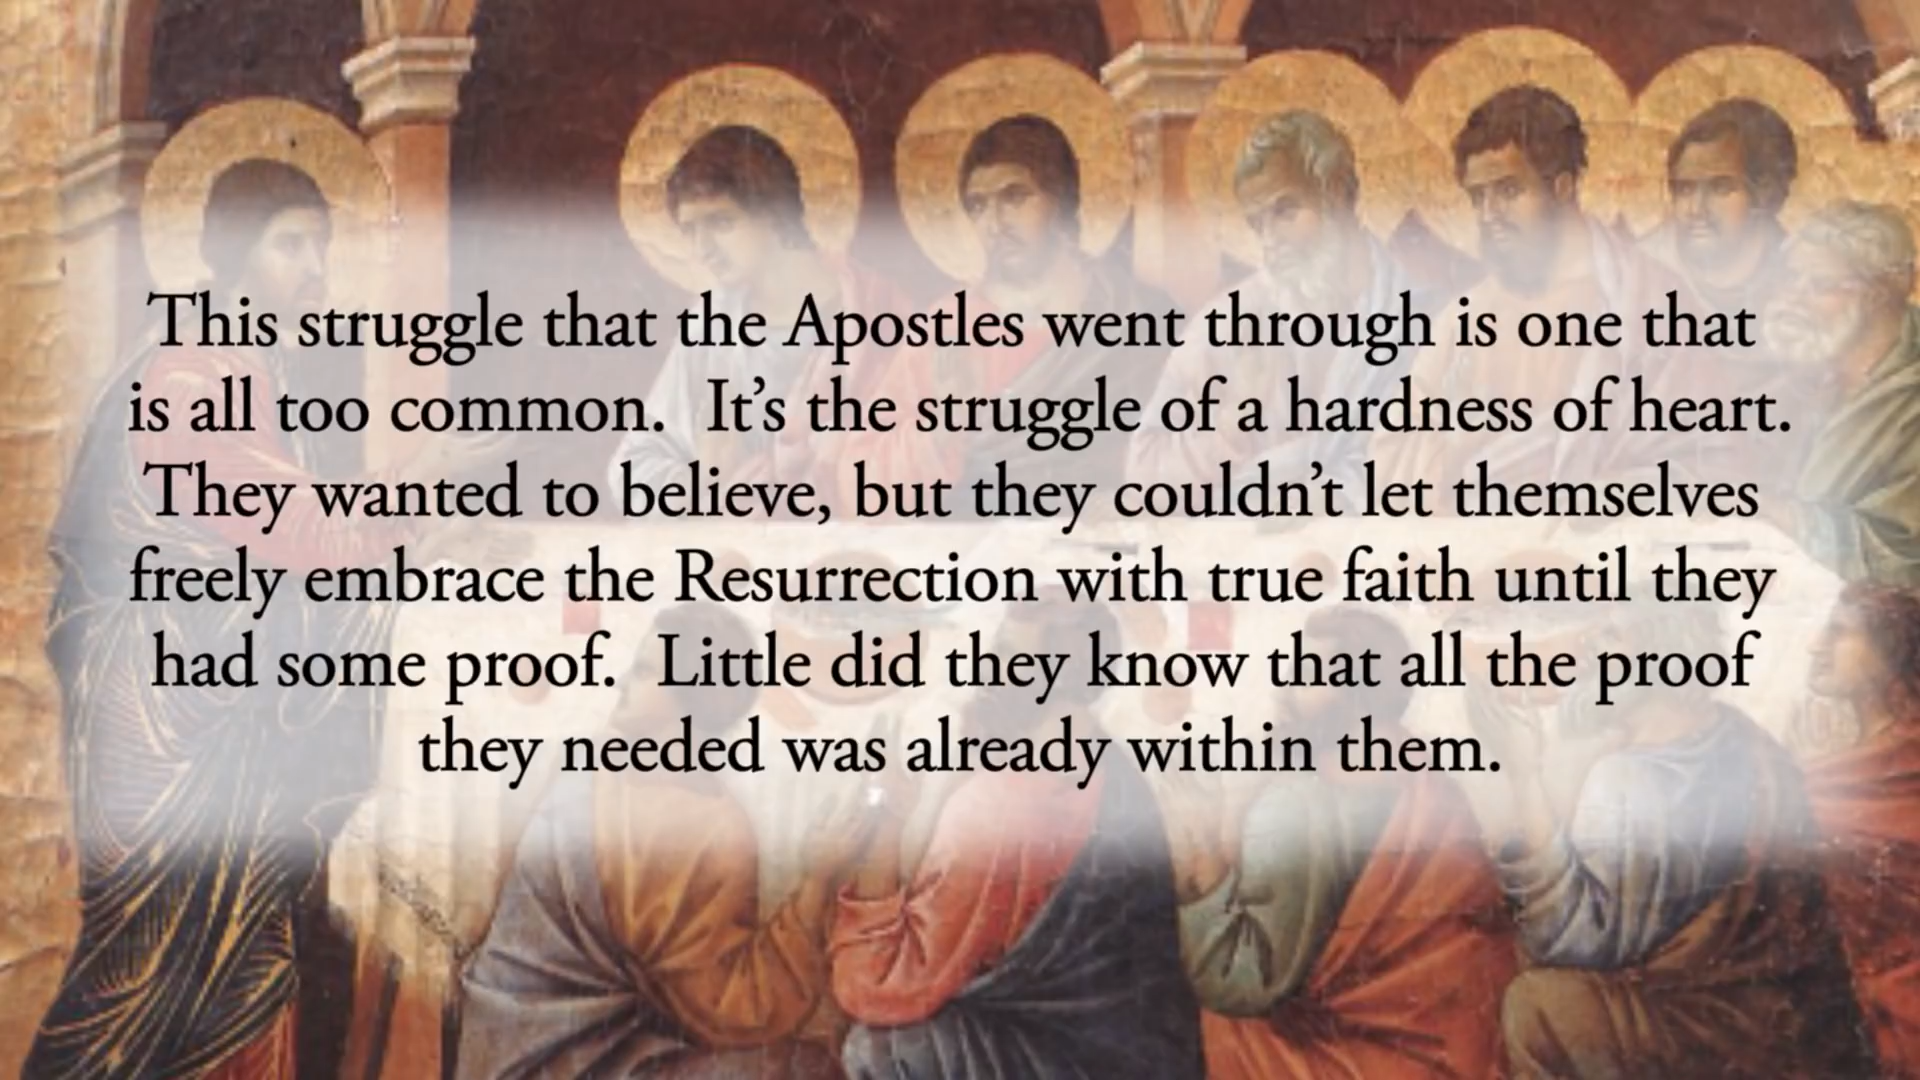 This struggle that the Apostles went through is one that
is all too common.  It’s the struggle of a hardness of heart.
They wanted to believe, but they couldn’t let themselves
freely embrace the Resurrection with true faith until they
had some proof.  Little did they know that all the proof
they needed was already within them.